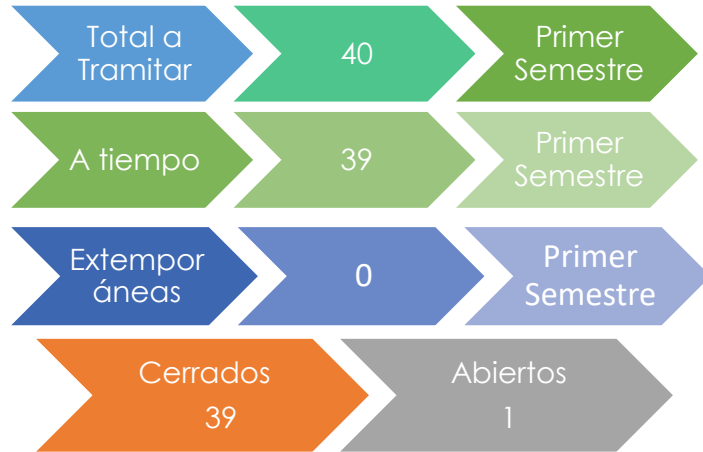 Total a
Tramitar
40
Primer
Semestre
A tiempo
39
Primer
Semestre
Extempor
áneas
0
Primer
Semestre
Cerrados
39
Abiertos
1